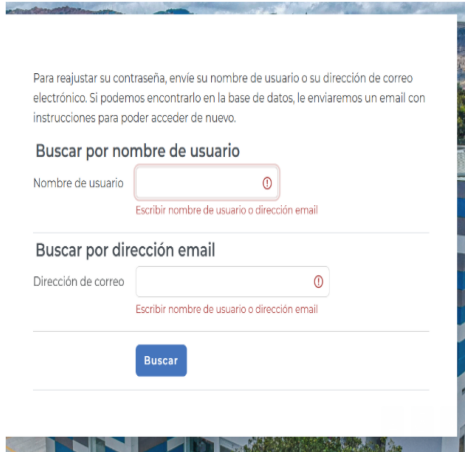 Para reajustar su contraseña, envíe su nombre de usuario o su dirección de correo
electrónico. Si podemos encontrarlo en la base de datos, le enviaremos un email con
instrucciones para poder acceder de nuevo.
Buscar por nombre de usuario
Nombre de usuario
Escribir nombre de usuario o dirección email
Buscar por dirección email
Dirección de correo
Escribir nombre de usuario o dirección email
Buscar